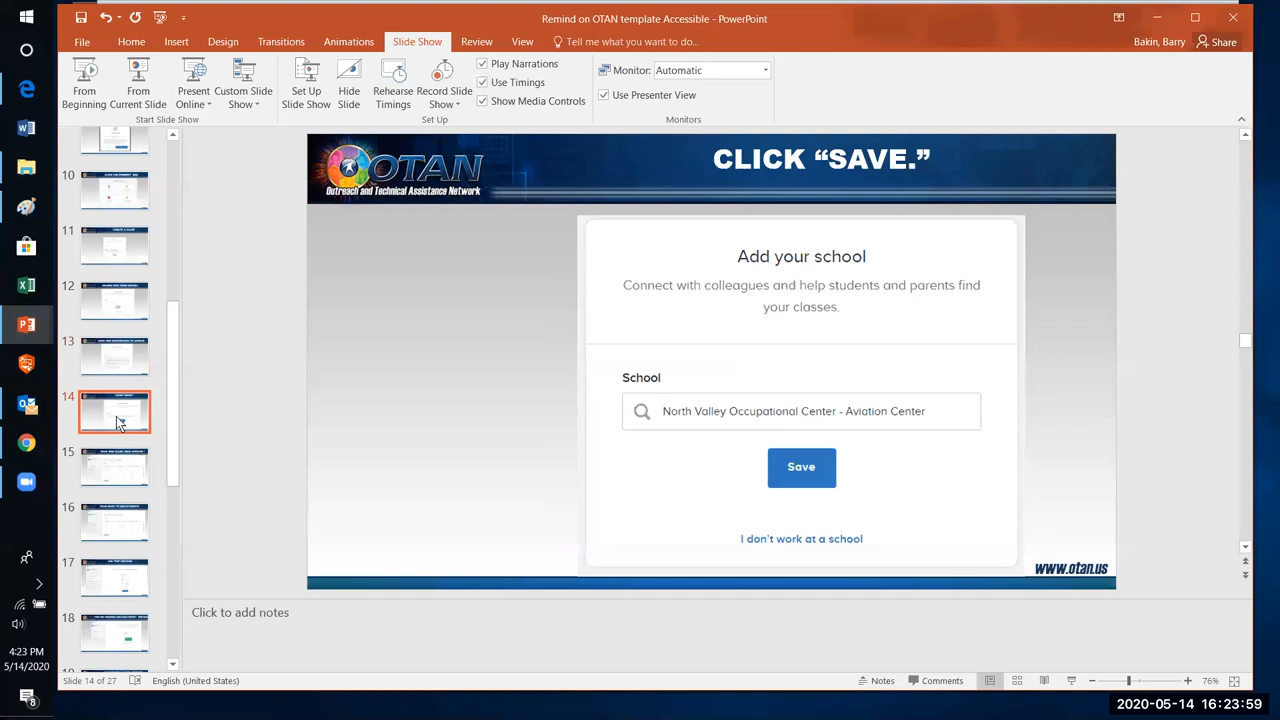 Remind on OTAN template Accessible - PowerPoint
Bakin, Barry
Share
File Home Insert Design Transitions Animations Slide Show Review View Tell me what you want to do...
From Beginning
From Current Slide
Present Online
Custom Slide Show
Set Up Slide Show
Hide Slide
Rehearse Timings
Record Slide Show
Play Narrations
Use Timings
Show Media Controls
Monitor: Automatic
Use Presenter View
Start Slide Show
Set Up
Monitors
10
11
12
13
14
15
16
17
18
OTAN
Outreach and Technical Assistance Network
CLICK “SAVE.”
Add your school
Connect with colleagues and help students and parents find
your classes.
School
North Valley Occupational Center - Aviation Center
Save
I don't work at a school
www.otan.us
Click to add notes
4:23 PM
5/14/2020
8
Slide 14 of 27
English (United States)
Notes
Comments
76%
2020-05-14 16:23:59